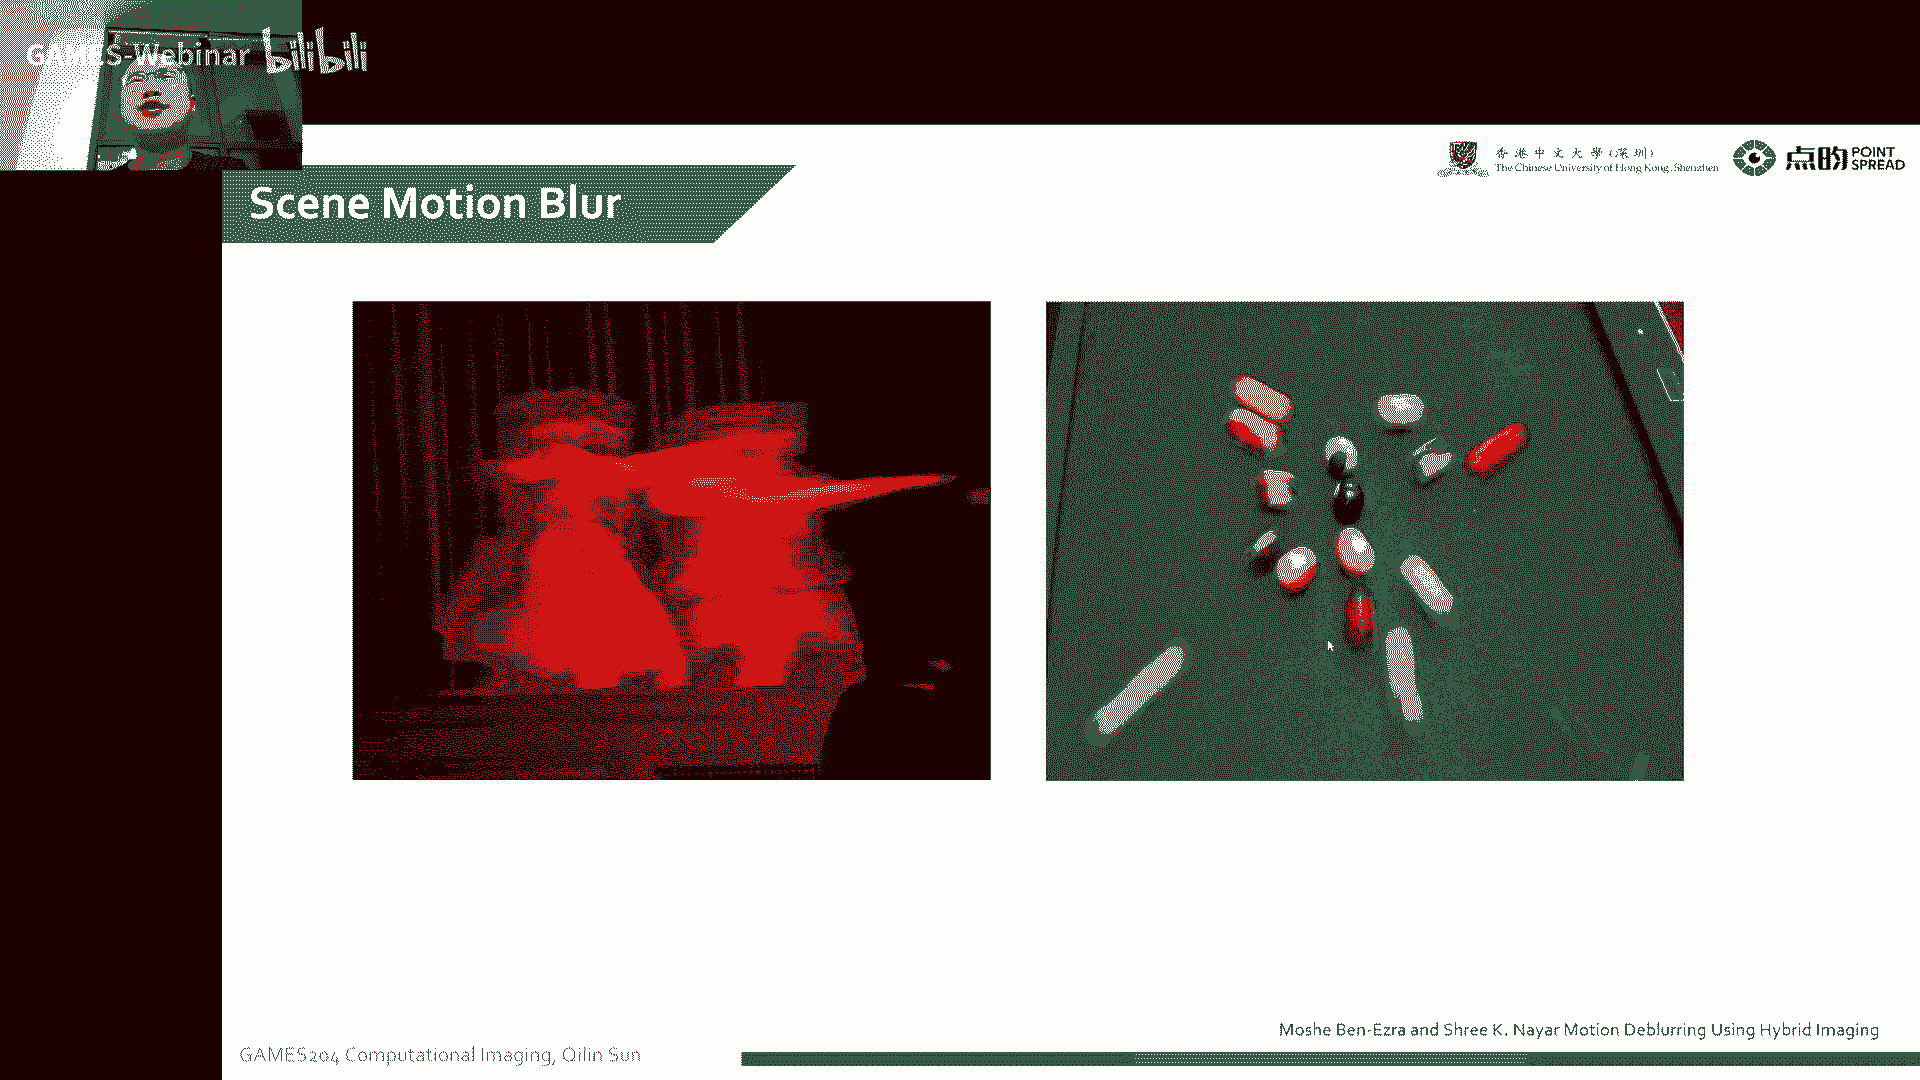 GAMES-Webinar bilibili
香港中文大學(深圳)
The Chinese University of Hong Kong, Shenzhen
点昀 POINT
SPREAD
Scene Motion Blur
Moshe Ben-Ezra and Shree K. Nayar Motion Deblurring Using Hybrid Imaging
GAMES204 Computational Imaging, Qilin Sun